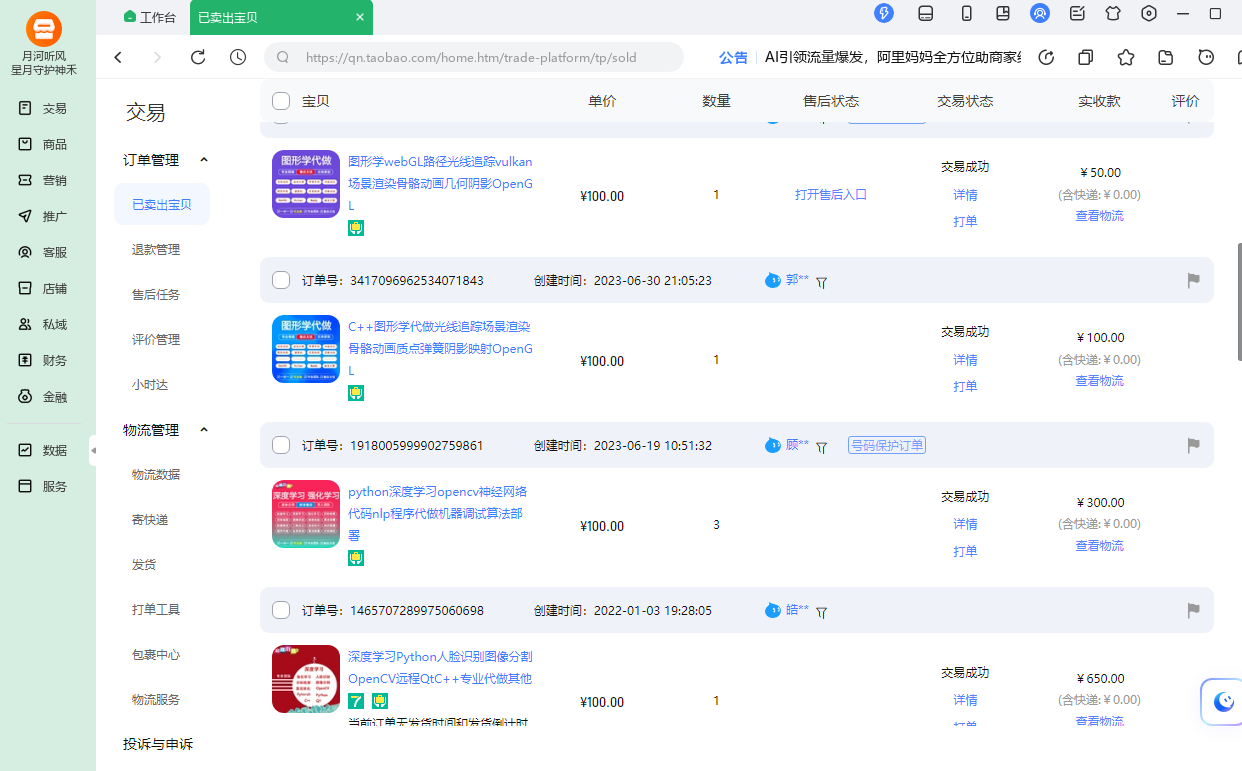 工作台
已卖出宝贝
月河听风
星月守护神禾
https://qn.taobao.com/home.htm/trade-platform/tp/sold
公告
AI引领流量爆发，阿里妈妈全方位助商家
交易
商品
营销
推广
客服
店铺
私域
财务
金融
数据
服务
交易
订单管理
已卖出宝贝
退款管理
售后任务
评价管理
小时达
物流管理
物流数据
寄快递
发货
打单工具
包裹中心
物流服务
投诉与申诉
宝贝 单价 数量 售后状态 交易状态 实收款 评价
图形学代做
图形学webGL路径光线追踪vulkan
场景渲染骨骼动画几何阴影OpenG
L
¥100.00
1
打开售后入口
交易成功
详情
打单
￥50.00
(含快递:￥0.00)
查看物流
订单号: 3417096962534071843 创建时间: 2023-06-30 21:05:23 郭**
图形学代做
C++图形学代做光线追踪场景渲染
骨骼动画质点弹簧阴影映射OpenG
L
¥100.00
1
交易成功
详情
打单
￥100.00
(含快递:￥0.00)
查看物流
订单号: 1918005999902759861 创建时间: 2023-06-19 10:51:32 顾** 号码保护订单
深度学习 强化学习
python深度学习opencv神经网络
代码nlp程序代做机器调试算法部
署
¥100.00
3
交易成功
详情
打单
￥300.00
(含快递:￥0.00)
查看物流
订单号: 1465707289975060698 创建时间: 2022-01-03 19:28:05 皓**
深度学习
深度学习Python人脸识别图像分割
OpenCV远程QtC++专业代做其他
7
当前订单无发货时间和发货倒计时
¥100.00
1
交易成功
详情
打单
￥650.00
(含快递:￥0.00)
查看物流